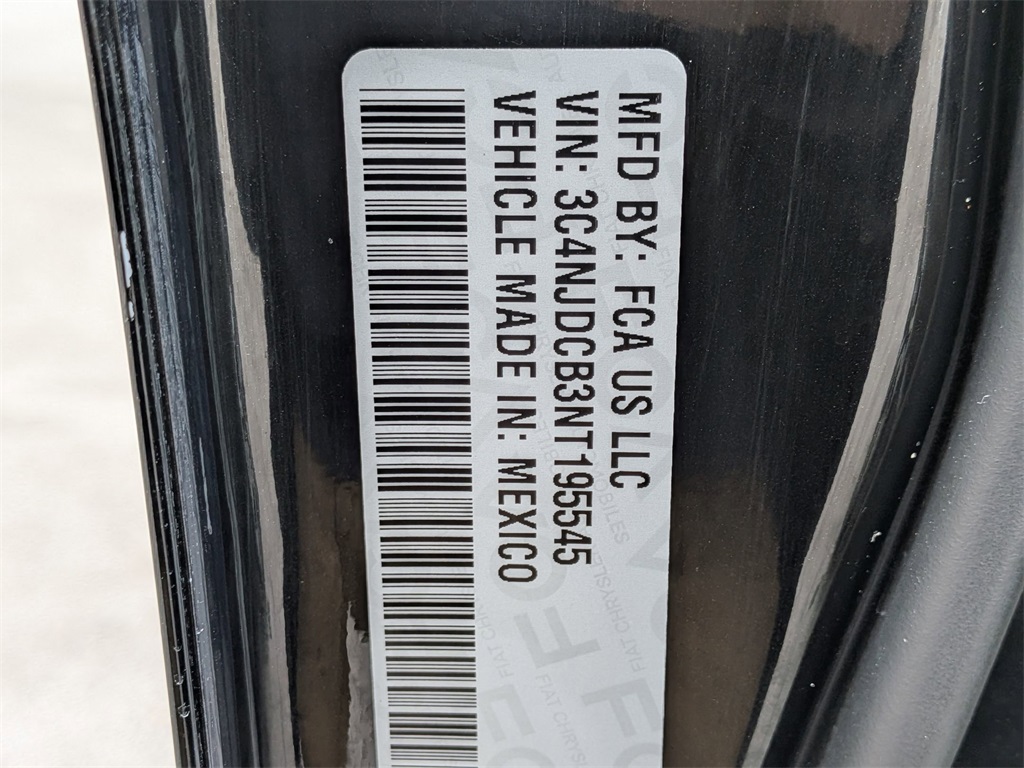 MFD BY: FCA US LLC
VIN: 3C4NJDCB3NT195545
VEHICLE MADE IN: MEXICO